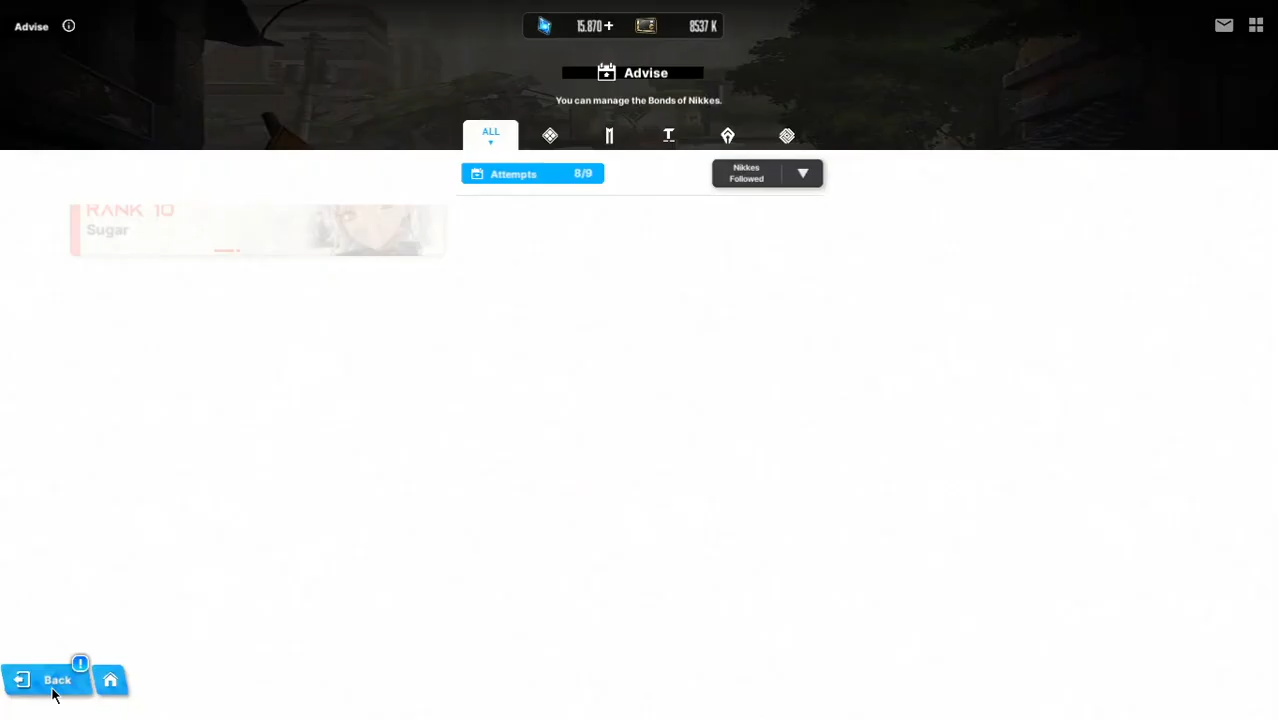 Advise
15.870+
8537 K
Advise
You can manage the Bonds of Nikkes.
ALL
Attempts 8/9
Nikkes
Followed
RANK 10
Sugar
Back